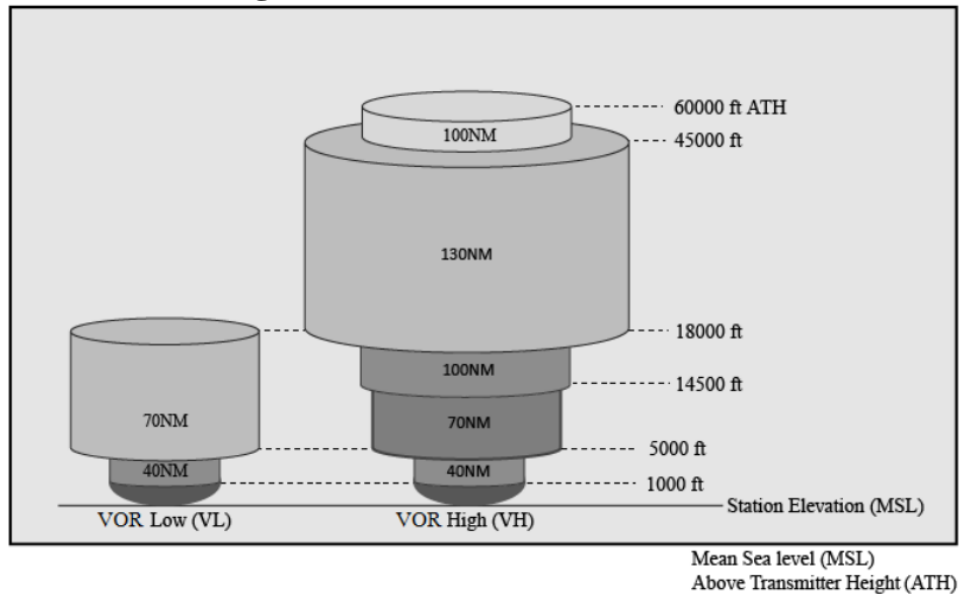 60000 ft ATH
100NM
45000 ft
130NM
18000 ft
100NM
14500 ft
70NM
70NM
5000 ft
40NM
40NM
1000 ft
Station Elevation (MSL)
VOR Low (VL)
VOR High (VH)
Mean Sea level (MSL)
Above Transmitter Height (ATH)